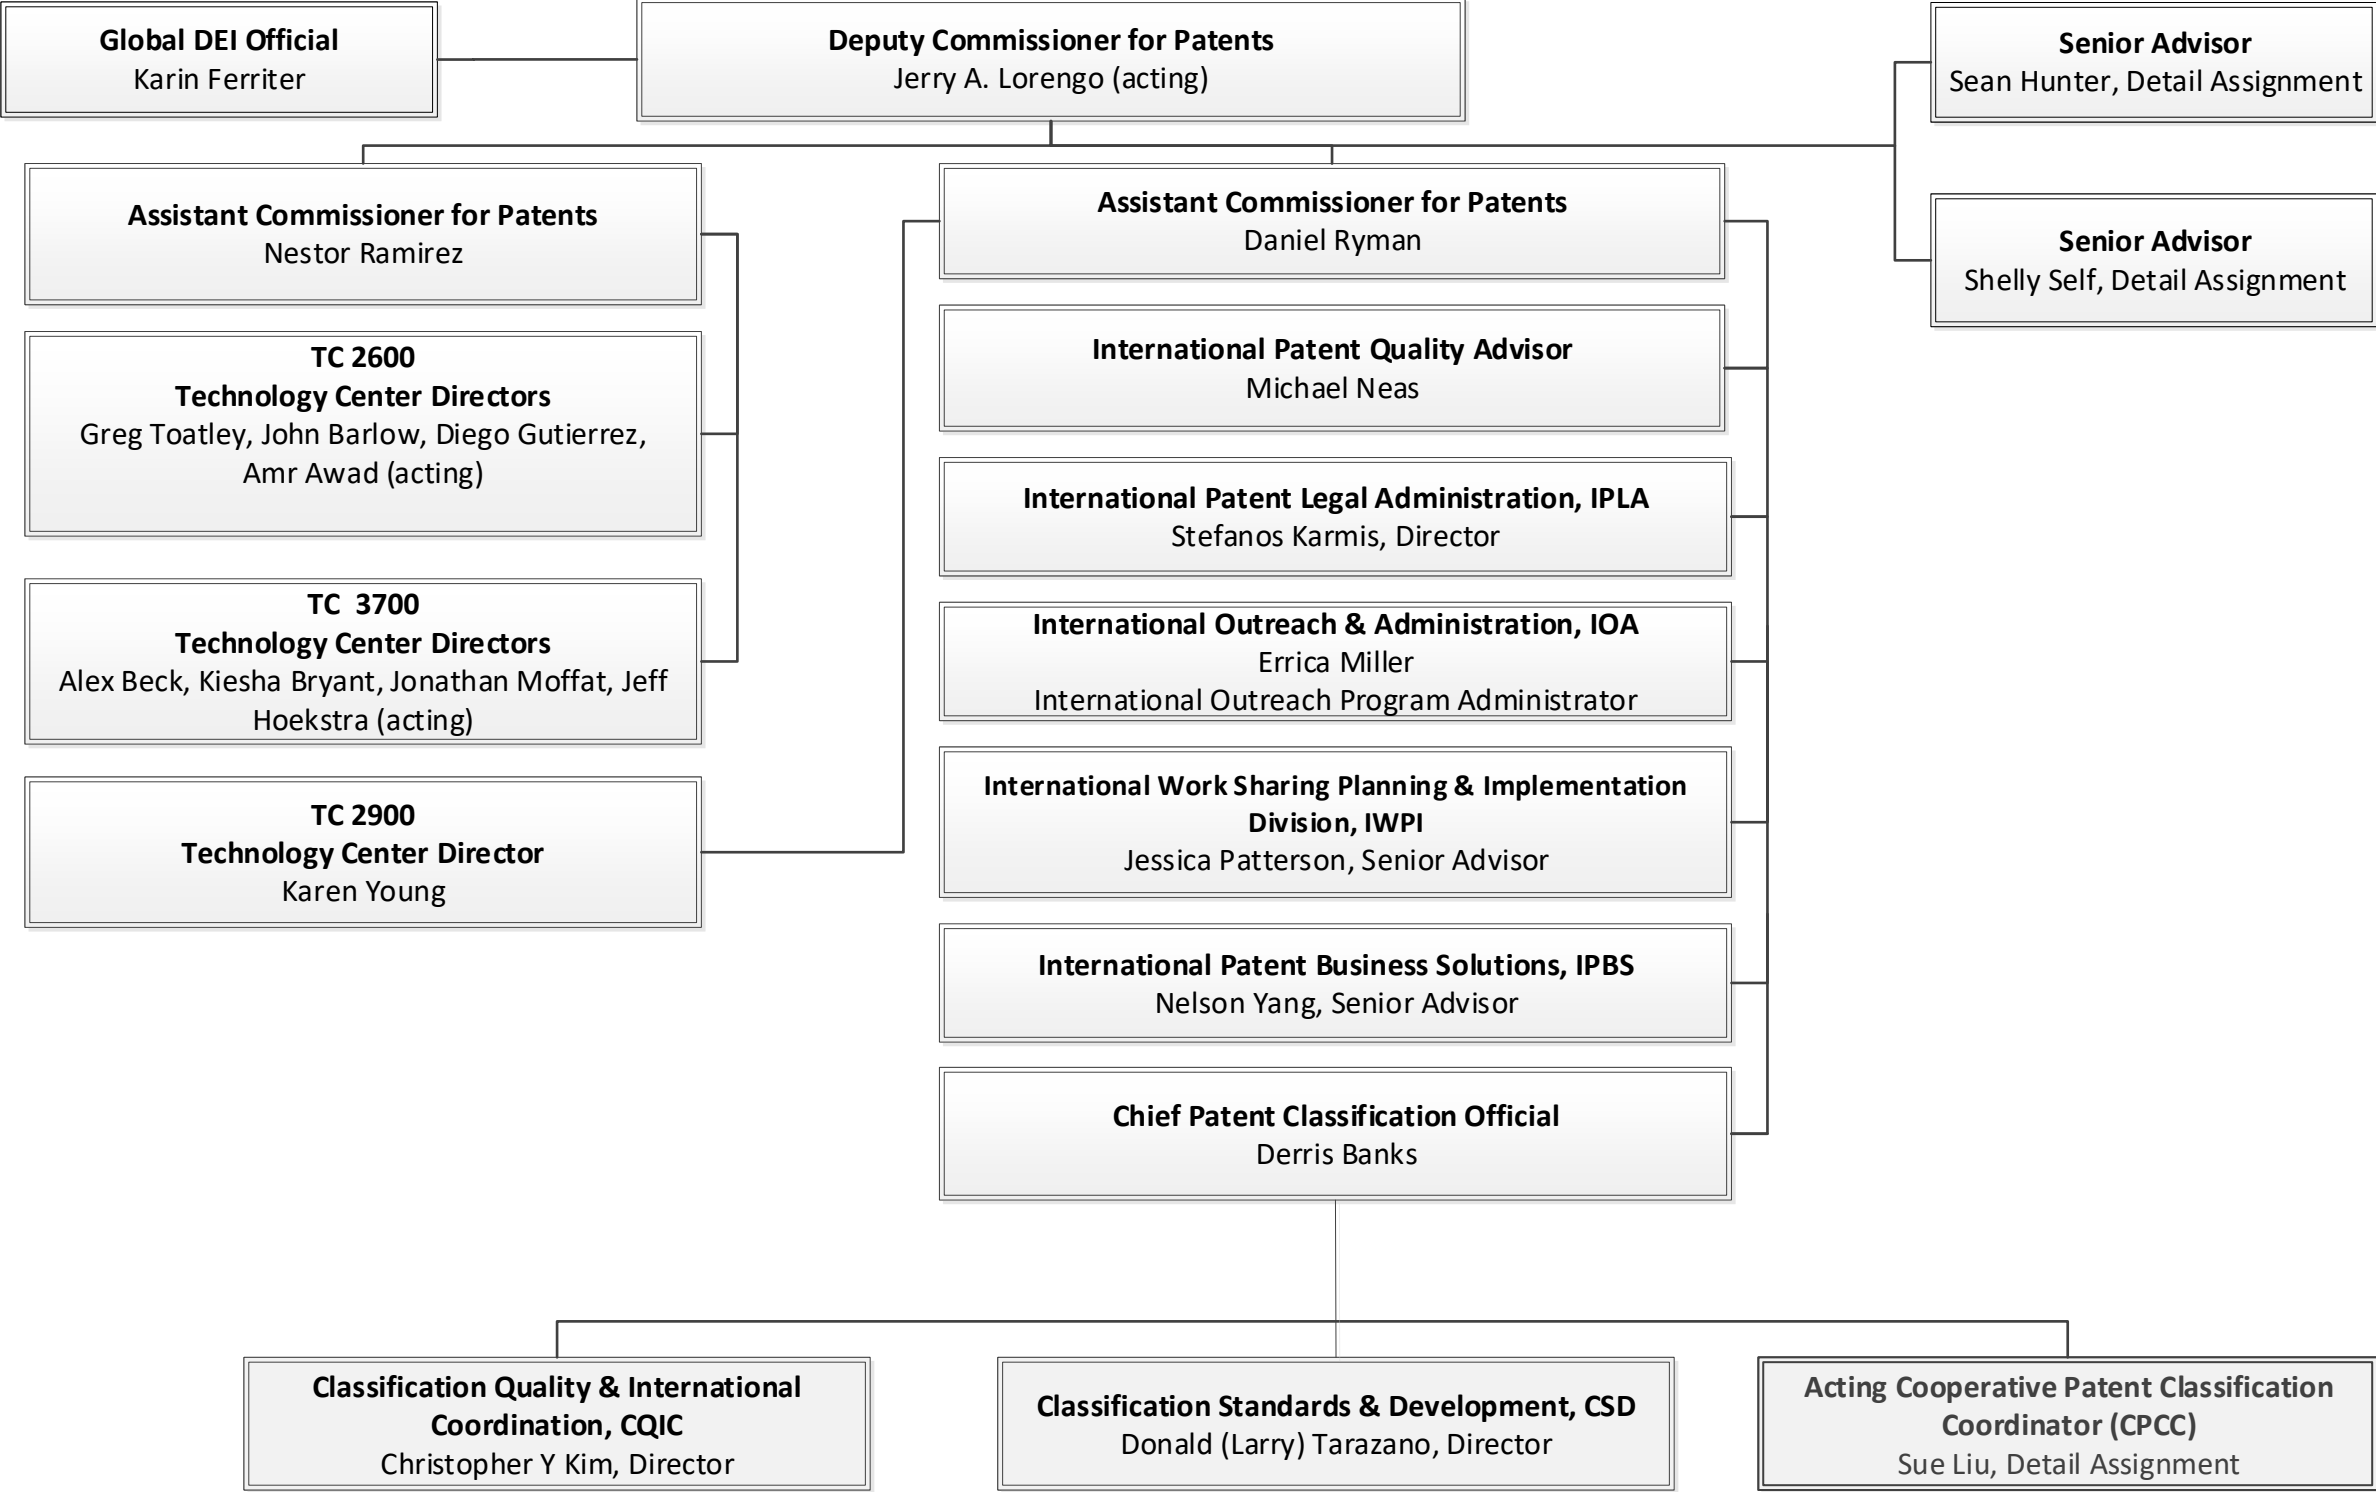 Global DEI Official
Karin Ferriter
Deputy Commissioner for Patents
Jerry A. Lorengo (acting)
Senior Advisor
Sean Hunter, Detail Assignment
Assistant Commissioner for Patents
Nestor Ramirez
Assistant Commissioner for Patents
Daniel Ryman
Senior Advisor
Shelly Self, Detail Assignment
TC 2600
Technology Center Directors
Greg Toatley, John Barlow, Diego Gutierrez,
Amr Awad (acting)
International Patent Quality Advisor
Michael Neas
International Patent Legal Administration, IPLA
Stefanos Karmis, Director
TC  3700
Technology Center Directors
Alex Beck, Kiesha Bryant, Jonathan Moffat, Jeff
Hoekstra (acting)
International Outreach & Administration, IOA
Errica Miller
International Outreach Program Administrator
TC 2900
Technology Center Director
Karen Young
International Work Sharing Planning & Implementation
Division, IWPI
Jessica Patterson, Senior Advisor
International Patent Business Solutions, IPBS
Nelson Yang, Senior Advisor
Chief Patent Classification Official
Derris Banks
Classification Quality & International
Coordination, CQIC
Christopher Y Kim, Director
Classification Standards & Development, CSD
Donald (Larry) Tarazano, Director
Acting Cooperative Patent Classification
Coordinator (CPCC)
Sue Liu, Detail Assignment